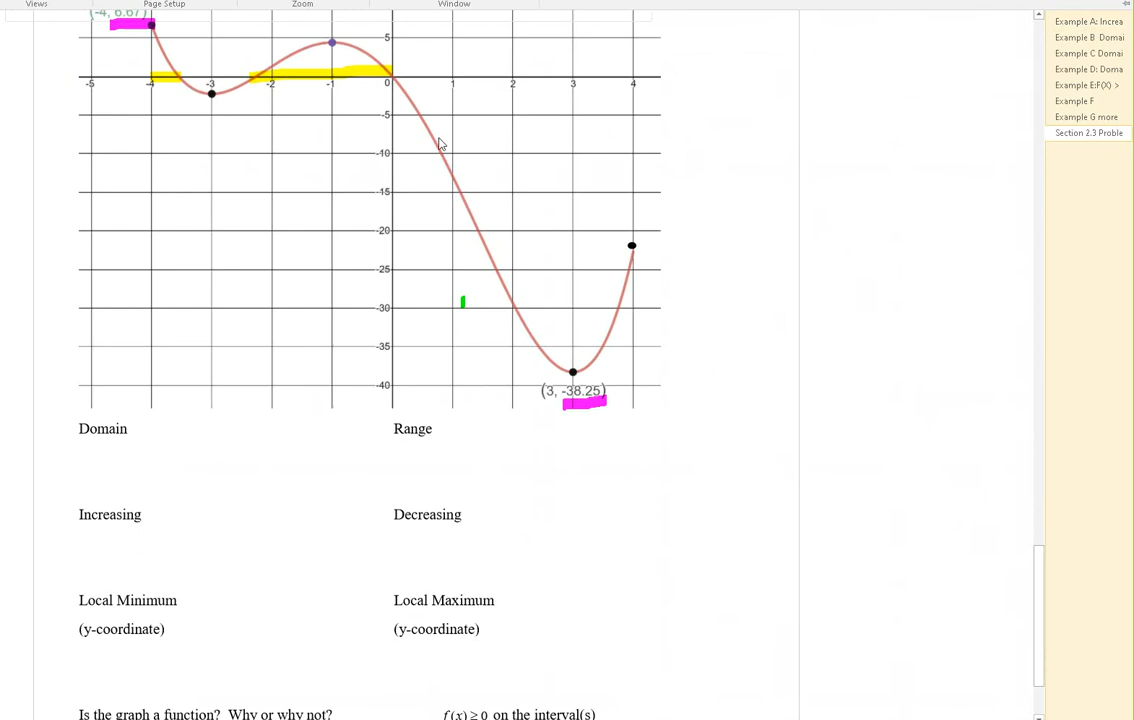 Views Page Setup Zoom Window
(-4, 6.67)
5
-5 -4 -3 -2 -1 0 1 2 3 4
-5
-10
-15
-20
-25
-30
-35
-40
(3, -38.25)
Domain Range
Increasing Decreasing
Local Minimum Local Maximum
(y-coordinate) (y-coordinate)
Is the graph a function? Why or why not? f(x) ≥ 0 on the interval(s)
Example A: Increa
Example B Domai
Example C Domai
Example D: Doma
Example E:F(X) >
Example F
Example G more
Section 2.3 Proble